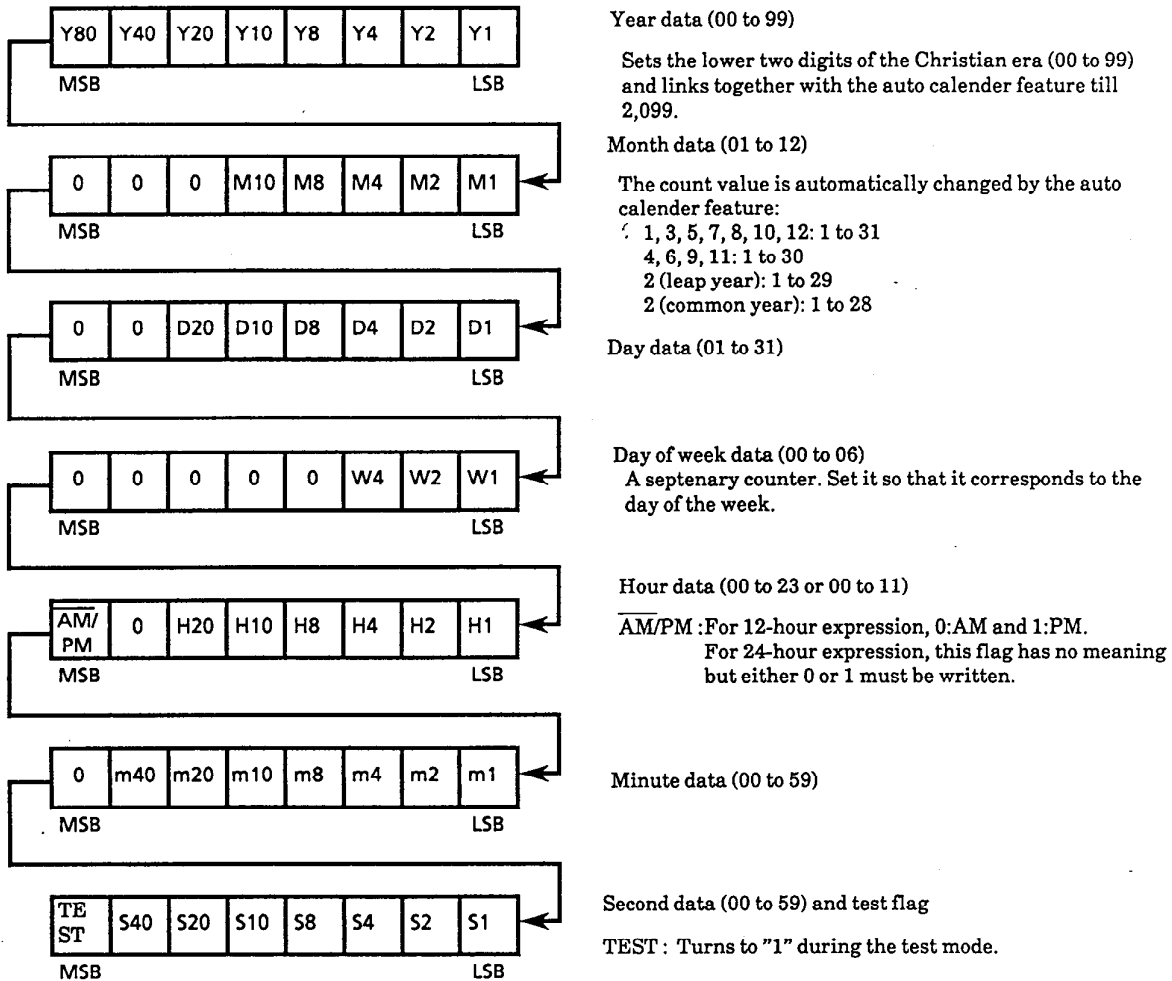 Y80 Y40 Y20 Y10 Y8 Y4 Y2 Y1
MSB LSB
Year data (00 to 99)
Sets the lower two digits of the Christian era (00 to 99)
and links together with the auto calender feature till
2,099.
0 0 0 M10 M8 M4 M2 M1
MSB LSB
Month data (01 to 12)
The count value is automatically changed by the auto
calender feature:
1, 3, 5, 7, 8, 10, 12: 1 to 31
4, 6, 9, 11: 1 to 30
2 (leap year): 1 to 29
2 (common year): 1 to 28
0 0 D20 D10 D8 D4 D2 D1
MSB LSB
Day data (01 to 31)
0 0 0 0 0 W4 W2 W1
MSB LSB
Day of week data (00 to 06)
A septenary counter. Set it so that it corresponds to the
day of the week.
AM/
PM 0 H20 H10 H8 H4 H2 H1
MSB LSB
Hour data (00 to 23 or 00 to 11)
AM/PM :For 12-hour expression, 0:AM and 1:PM.
For 24-hour expression, this flag has no meaning
but either 0 or 1 must be written.
0 m40 m20 m10 m8 m4 m2 m1
MSB LSB
Minute data (00 to 59)
TE
ST S40 S20 S10 S8 S4 S2 S1
MSB LSB
Second data (00 to 59) and test flag
TEST : Turns to "1" during the test mode.